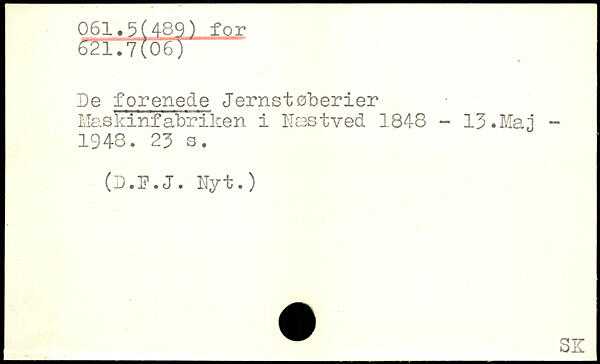 061.5(489) for
621.7(06)
De forenede Jernstøberier
Maskinfabriken i Næstved 1848 - 13.Maj -
1948. 23 s.
(D.F.J. Nyt.)
SK